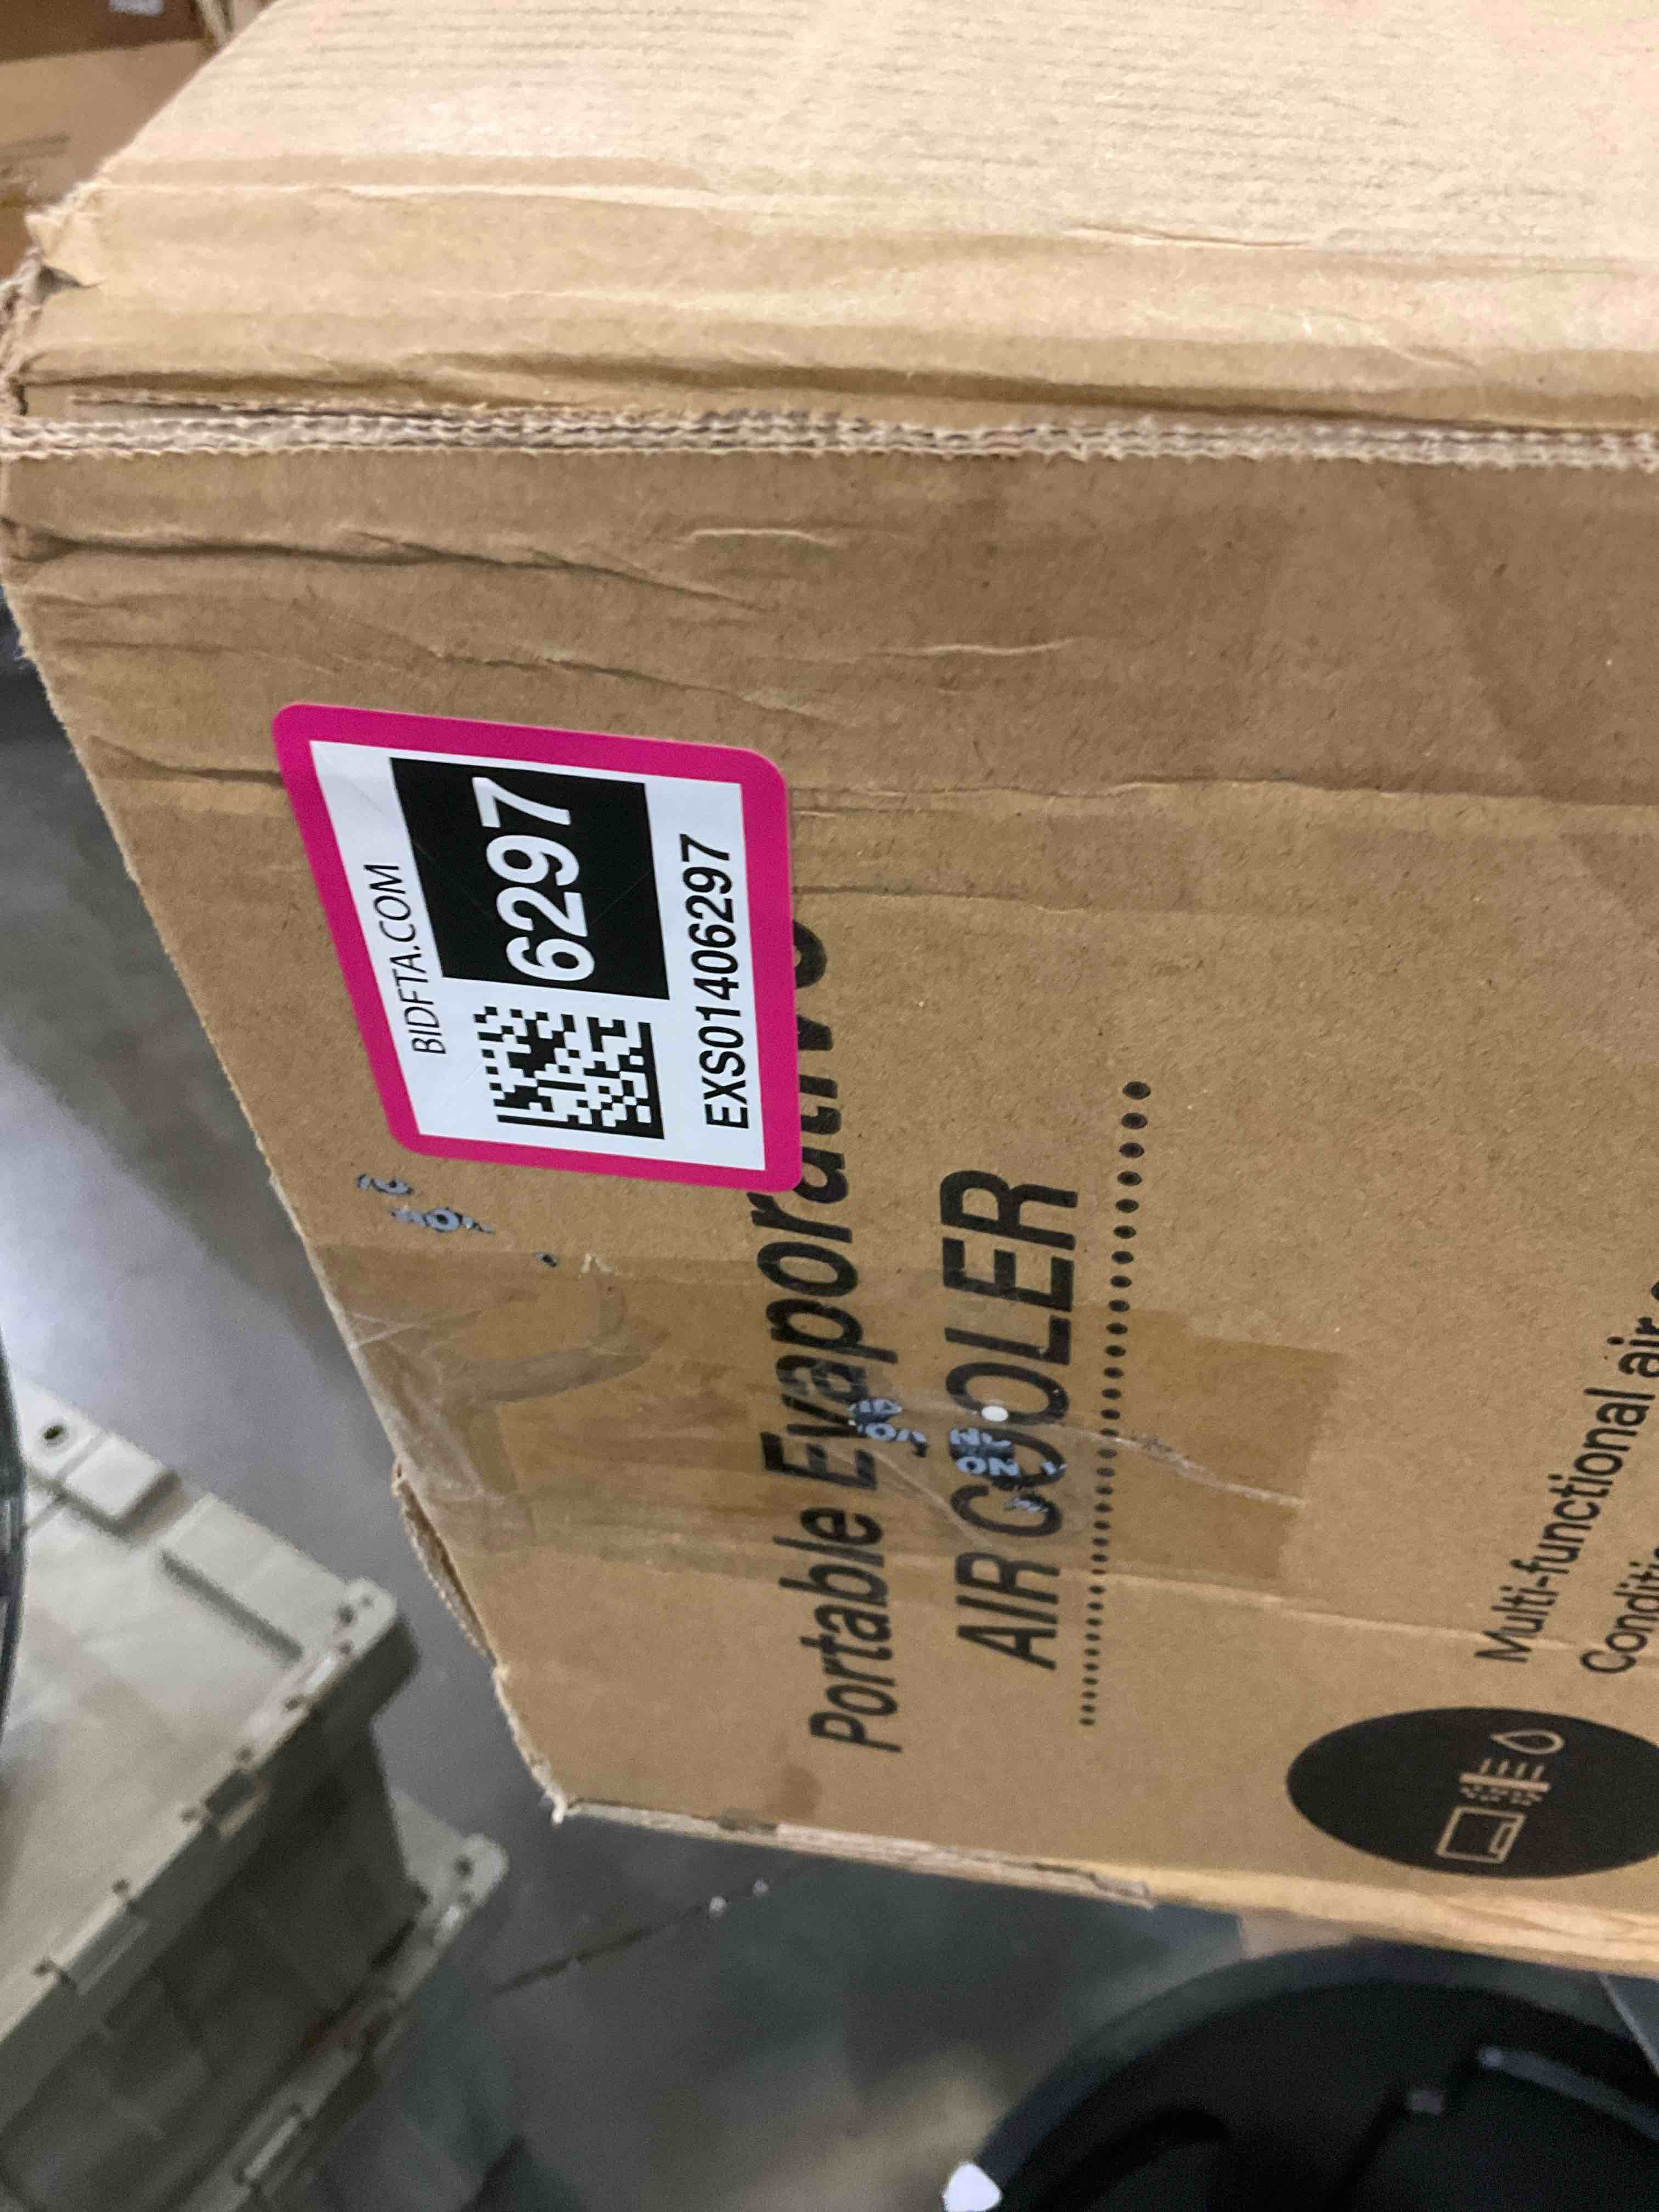 BIDFTA.COM
6297
EXS01406297
Portable Evaporative
AIR COOLER
Multi-functional air